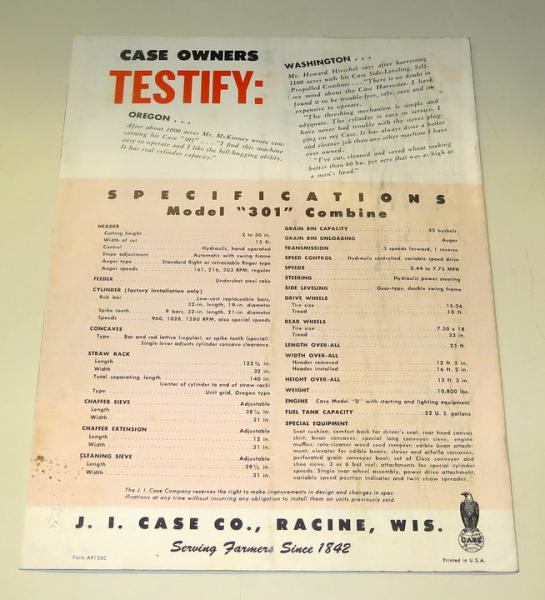 CASE OWNERS
TESTIFY:
OREGON . . .
After about 1000 acres Mr. McKinney wrote con-
cerning his Case "301" . . . "I find this machine
easy to operate and I like the hill-hugging ability.
It has real cylinder capacity."
WASHINGTON . . .
Mr. Howard Hirschel says after harvesting
1100 acres with his Case Side-Leveling, Self-
Propelled Combine . . . "There is no doubt in
my mind about the Case Harvester. I have
found it to be trouble-free, safe, easy and in-
expensive to operate.
"The threshing mechanism is simple and
adequate. The cylinder is easy to service. I
have never had trouble with the sieves plug-
ging on my Case. It has always done a better
and cleaner job than any other machine I have
ever owned.
"I've cut, cleaned and saved wheat making
better than 60 bu. per acre that was as high as
a man's head."
SPECIFICATIONS
Model "301" Combine
HEADER
Cutting height 2 to 30 in.
Width of cut 15 ft.
Control Hydraulic, hand operated
Slope adjustment Automatic with swing frame
Auger type Standard flight or retractable finger type
Auger speeds 161, 216, 303 RPM, regular
FEEDER Undershot steel rake
CYLINDER (factory installation only)
Rub bar Low-cost replaceable bars,
32-in. length, 19-in. diameter
Spike teeth 9 bars, 32-in. length, 21-in. diameter
Speeds 900, 1028, 1280 RPM, also special speeds
CONCAVES
Type Bar and rod lattice (regular), or spike teeth (special).
Single lever adjusts cylinder concave clearance.
STRAW RACK
Length 122¾ in.
Width 32 in.
Total separating length 140 in.
(center of cylinder to end of straw rack)
Type Unit grid, Oregon type
CHAFFER SIEVE Adjustable
Length 38¼ in.
Width 31 in.
CHAFFER EXTENSION Adjustable
Length 12 in.
Width 31 in.
CLEANING SIEVE Adjustable
Length 39½ in.
Width 31 in.
GRAIN BIN CAPACITY 45 bushels
GRAIN BIN UNLOADING Auger
TRANSMISSION 3 speeds forward, 1 reverse
SPEED CONTROL Hydraulic controlled, variable speed drive
SPEEDS 0.44 to 7.75 MPH
STEERING Hydraulic power steering
SIDE LEVELING Gear-type, double swing frame
DRIVE WHEELS
Tire size 15-26
Tread 10 ft.
REAR WHEELS
Tire size 7.50 x 18
Tread 33 in.
LENGTH OVER-ALL 25 ft.
WIDTH OVER-ALL
Header removed 12 ft. 2 in.
Header installed 16 ft. 2 in.
HEIGHT OVER-ALL 13 ft. 3 in.
WEIGHT 10,800 lbs.
ENGINE Case Model "D" with starting and lighting equipment
FUEL TANK CAPACITY 22 U. S. gallons
SPECIAL EQUIPMENT
Seat cushion; comfort back for driver's seat; rear hood canvas
skirt, bean concaves; special long conveyor sieve; engine
muffler, roto-cleaner weed seed remover; edible bean attach-
ment; elevator for edible beans; clover and alfalfa concaves,
perforated grain conveyor boot; set of Closz conveyor and
shoe sieve, 3 or 6 bat reel; attachments for special cylinder
speeds. Single rear wheel assembly, power drive attachment,
variable speed position indicator and twin straw spreader.
The J. I. Case Company reserves the right to make improvements in design and changes in spec-
ifications at any time without incurring any obligation to install them on units previously sold.
J. I. CASE CO., RACINE, WIS.
Serving Farmers Since 1842
CASE
Form A9155C
Printed in U.S.A.